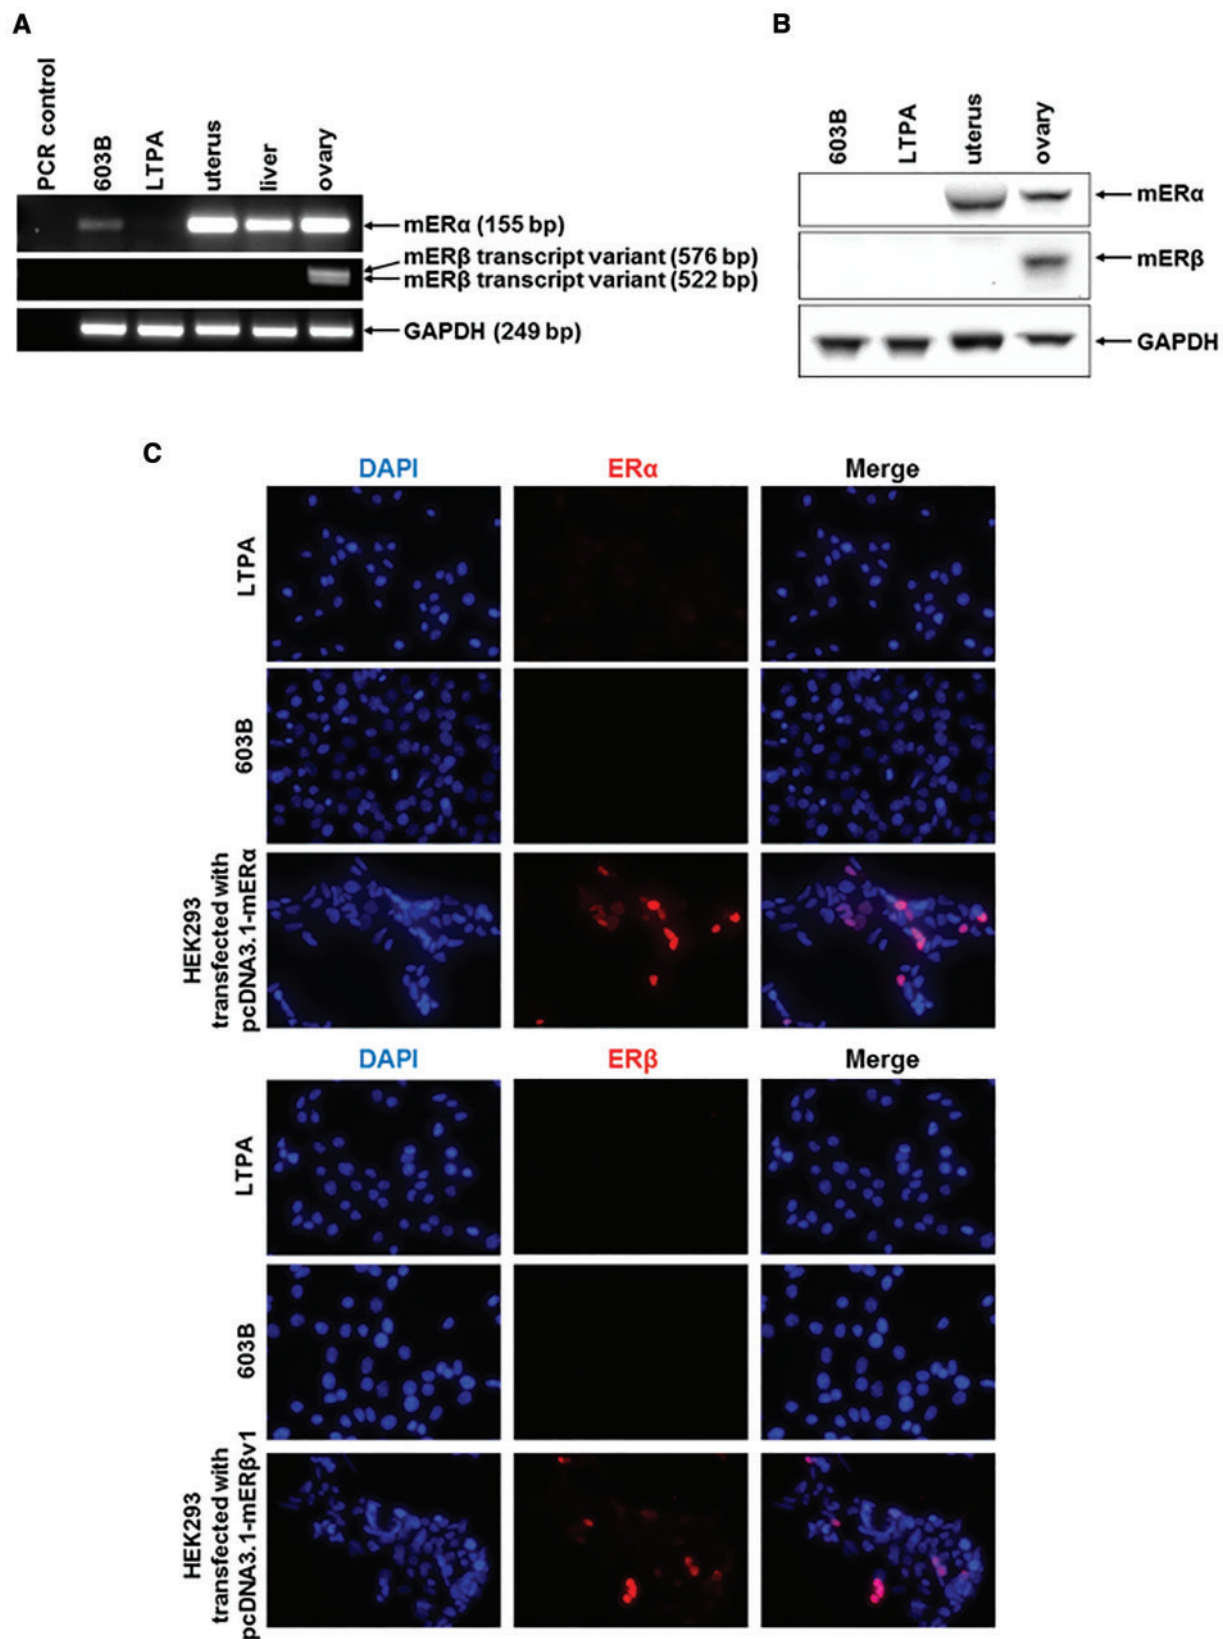 A
PCR control
603B
LTPA
uterus
liver
ovary
mERα (155 bp)
mERβ transcript variant (576 bp)
mERβ transcript variant (522 bp)
GAPDH (249 bp)
B
603B
LTPA
uterus
ovary
mERα
mERβ
GAPDH
C
DAPI
ERα
Merge
LTPA
603B
HEK293
transfected with
pcDNA3.1-mERα
DAPI
ERβ
Merge
LTPA
603B
HEK293
transfected with
pcDNA3.1-mERβv1